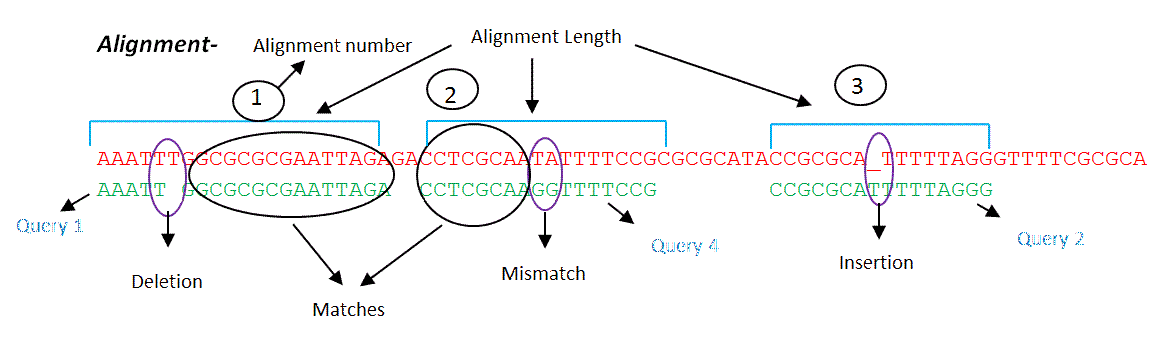 Alignment-
Alignment number
Alignment Length
1
2
3
AAATTTGGCGCGCGAATTAGAGACCTCGCAATATTTTCCGCGCGCATACCGCGCA_TTTTTAGGGTTTTCGCGCA
AAATT GGCGCGCGAATTAGA CCTCGCAAGGTTTTCCG CCGCGCATTTTTAGGG
Query 1
Query 4
Query 2
Deletion
Mismatch
Insertion
Matches